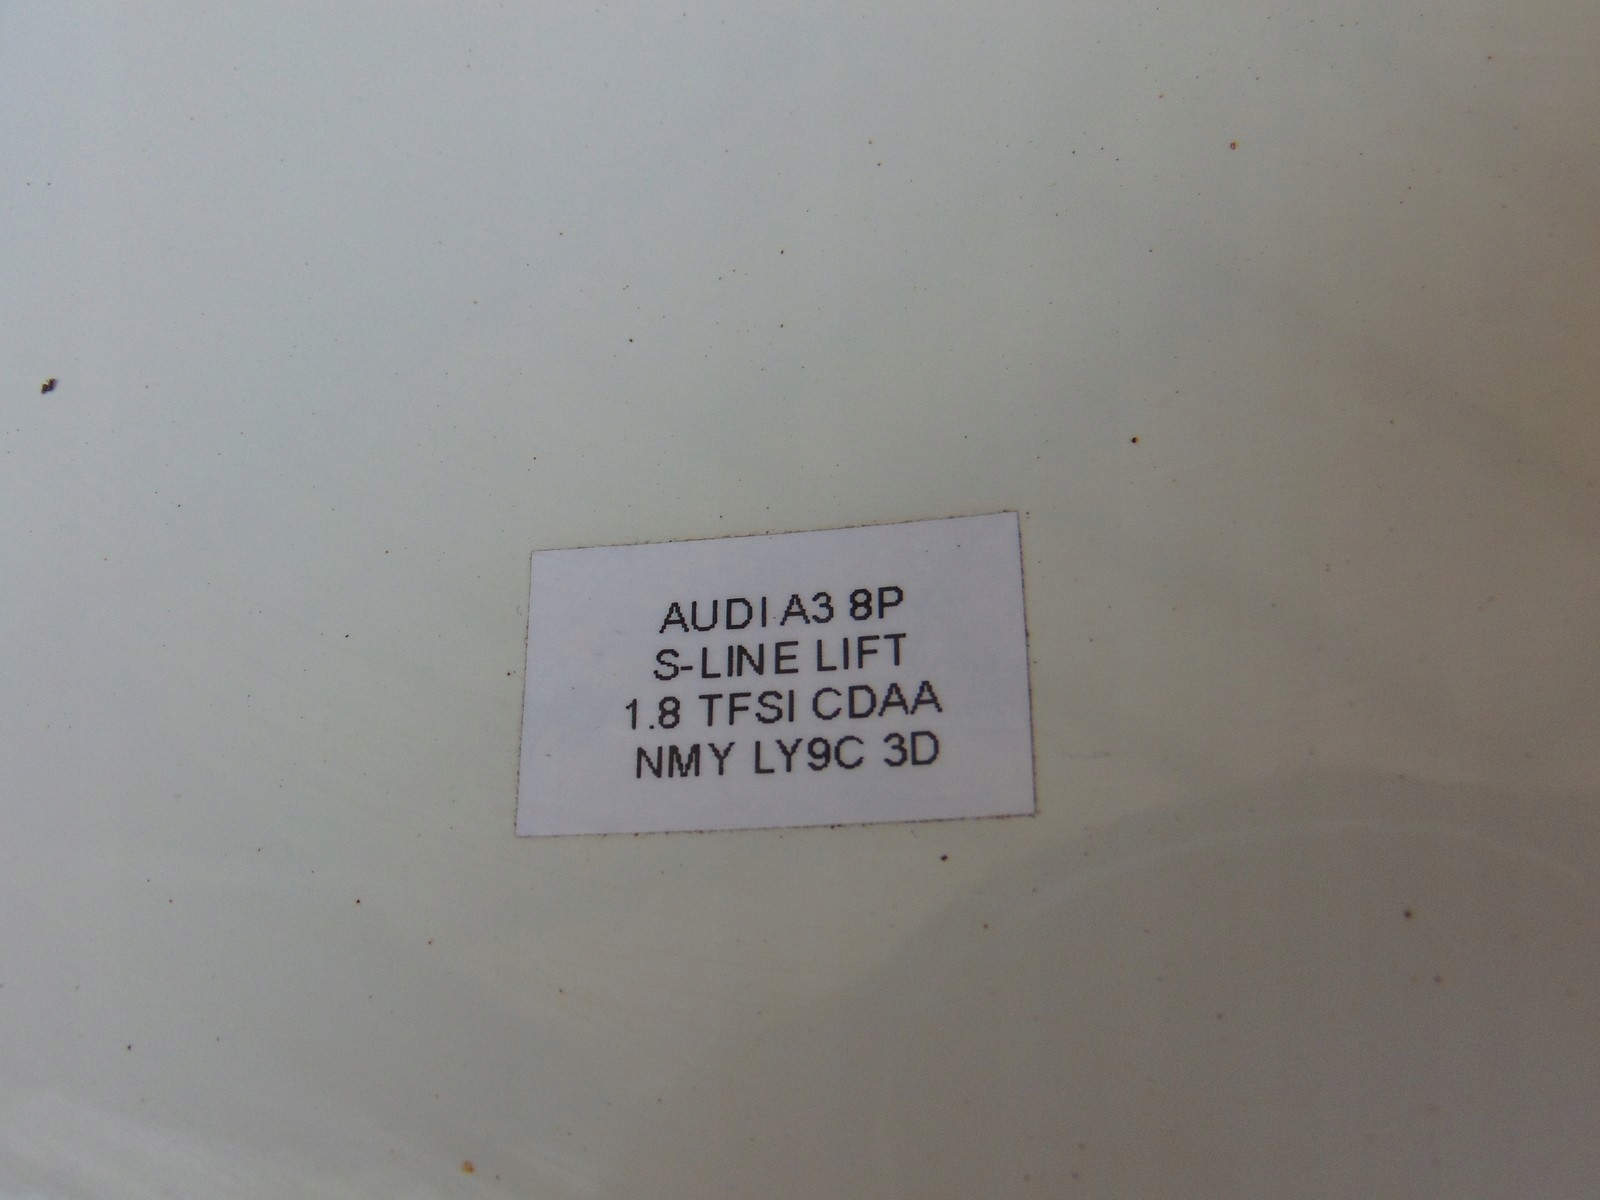 AUDI A3 8P
S-LINE LIFT
1.8 TFSI CDAA
NMY LY9C 3D